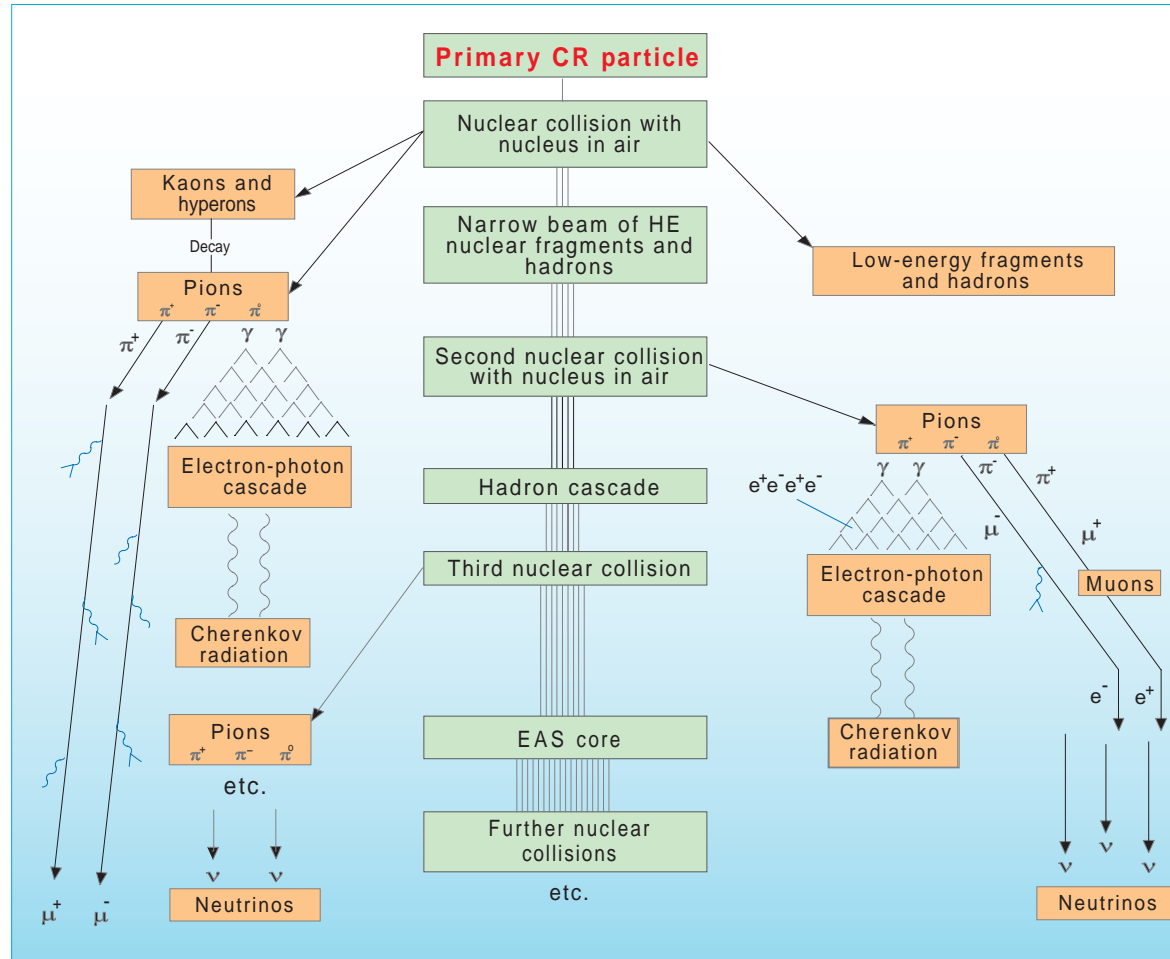 Primary CR particle
Nuclear collision with
nucleus in air
Kaons and
hyperons
Decay
Narrow beam of HE
nuclear fragments and
hadrons
Low-energy fragments
and hadrons
Pions
π⁺ π⁻ π⁰
π⁺ π⁻ γ γ
Second nuclear collision
with nucleus in air
Pions
π⁺ π⁻ π⁰
γ γ π⁻ π⁺
Electron-photon
cascade
Hadron cascade
e⁺e⁻e⁺e⁻
μ⁻ μ⁺
Third nuclear collision
Electron-photon
cascade
Muons
Cherenkov
radiation
e⁻ e⁺
Pions
π⁺ π⁻ π⁰
etc.
EAS core
Cherenkov
radiation
Further nuclear
collisions
etc.
ν ν
Neutrinos
μ⁺ μ⁻
ν ν ν
Neutrinos